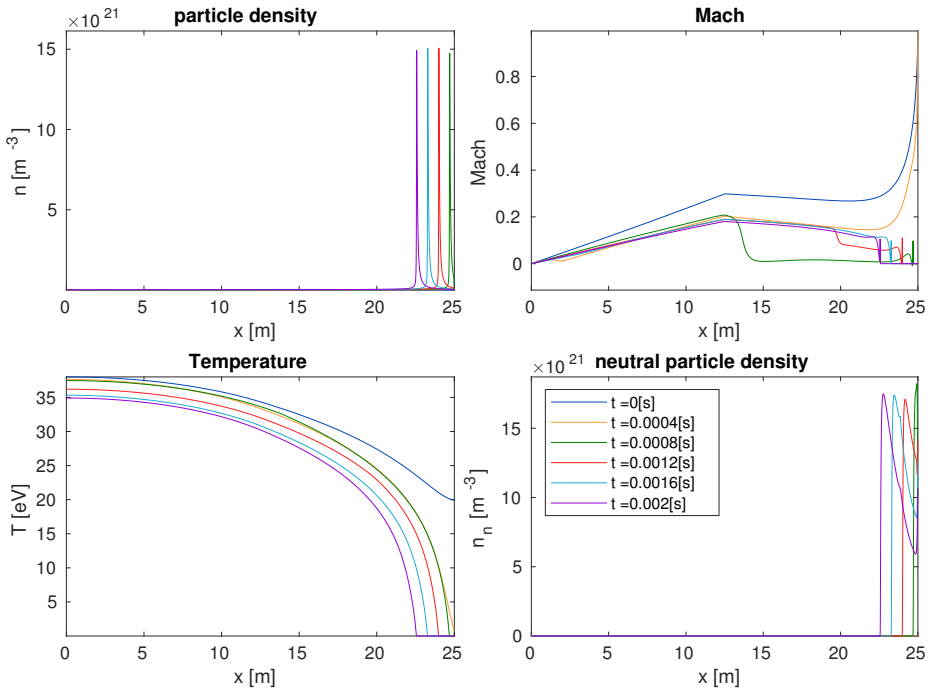 particle density
×10 21
n [m -3]
15
10
5
0 5 10 15 20 25
x [m]
Mach
Mach
0.8
0.6
0.4
0.2
0
0 5 10 15 20 25
x [m]
Temperature
T [eV]
35
30
25
20
15
10
5
0 5 10 15 20 25
x [m]
neutral particle density
×10 21
n n [m -3]
15
10
5
0
t =0[s]
t =0.0004[s]
t =0.0008[s]
t =0.0012[s]
t =0.0016[s]
t =0.002[s]
0 5 10 15 20 25
x [m]